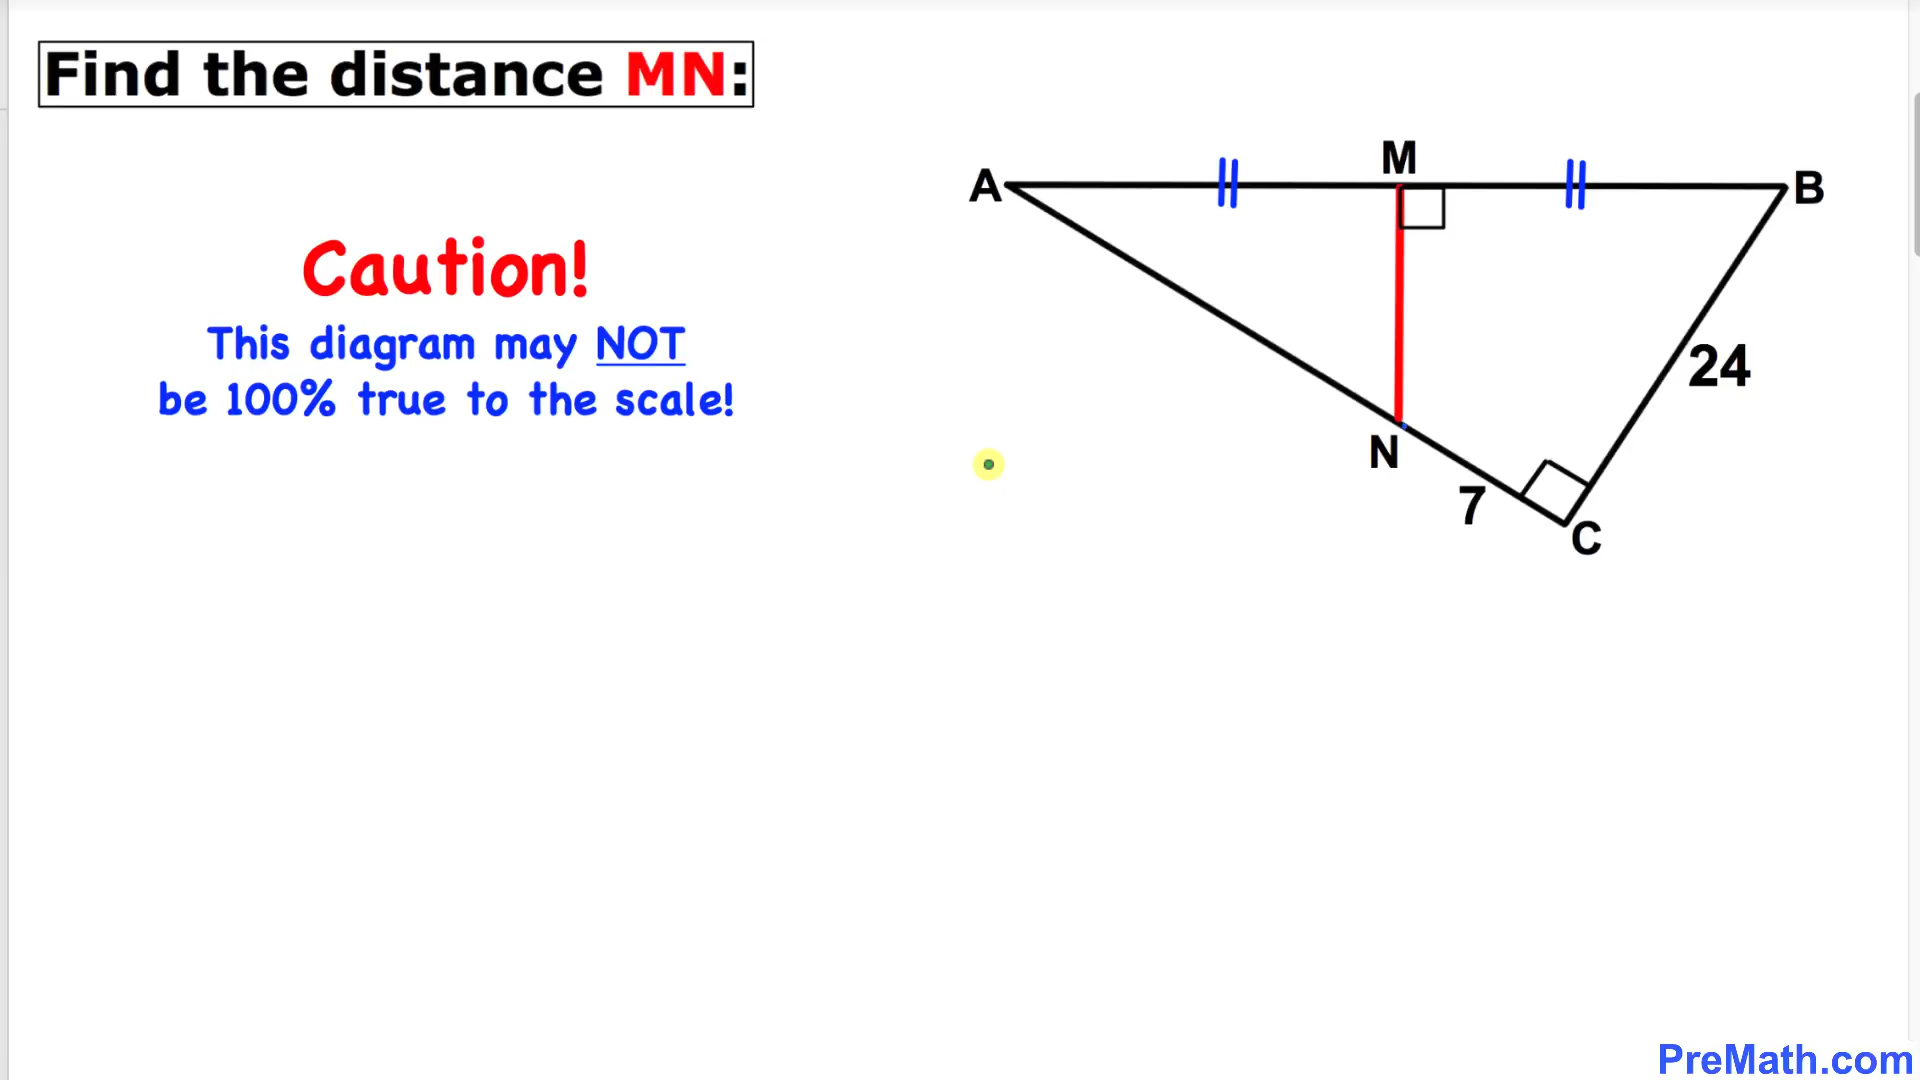 Find the distance MN:
Caution!
This diagram may NOT
be 100% true to the scale!
M
A
B
24
N
7
C
PreMath.com